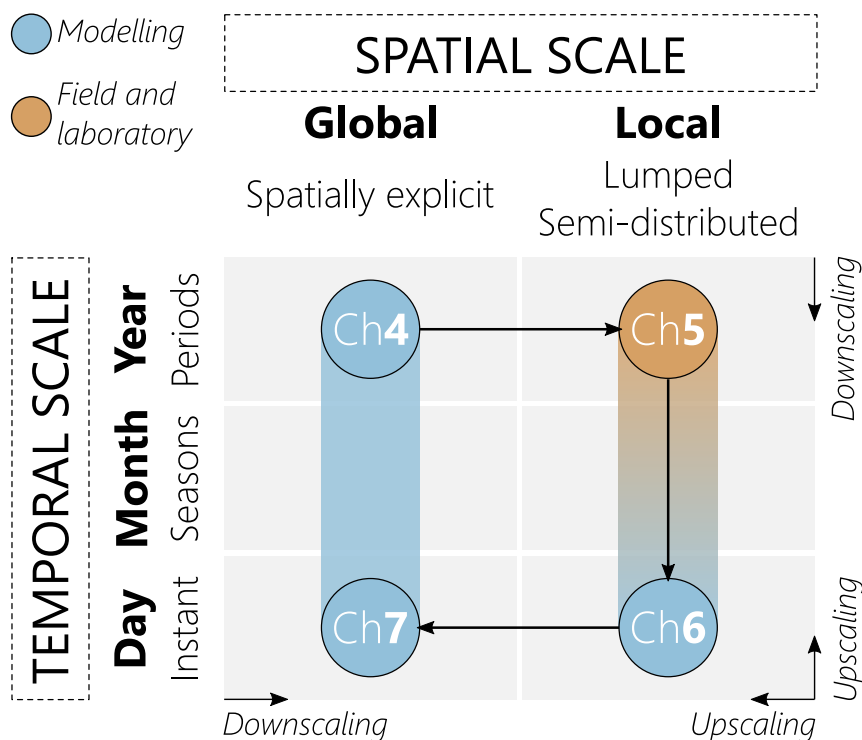 Modelling
Field and
laboratory
SPATIAL SCALE
Global
Local
Spatially explicit
Lumped
Semi-distributed
TEMPORAL SCALE
Year
Periods
Month
Seasons
Day
Instant
Ch4
Ch5
Ch7
Ch6
Downscaling
Upscaling
Downscaling
Upscaling